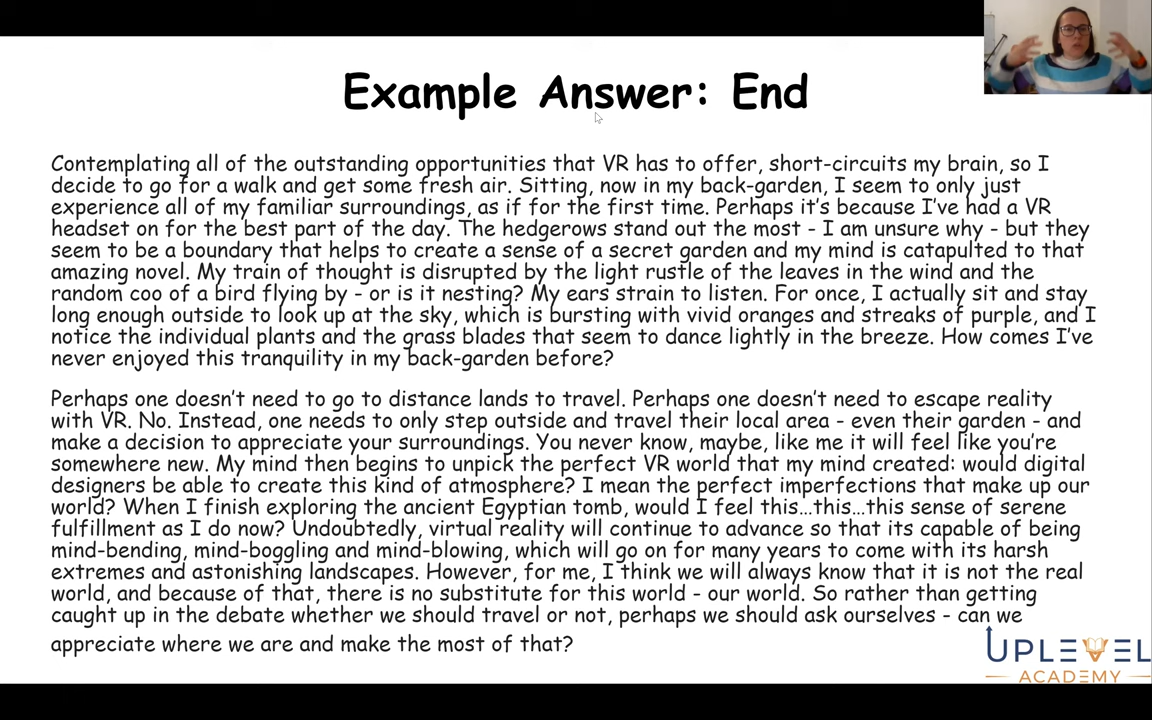 Example Answer: End
Contemplating all of the outstanding opportunities that VR has to offer, short-circuits my brain, so I
decide to go for a walk and get some fresh air. Sitting, now in my back-garden, I seem to only just
experience all of my familiar surroundings, as if for the first time. Perhaps it's because I've had a VR
headset on for the best part of the day. The hedgerows stand out the most - I am unsure why - but they
seem to be a boundary that helps to create a sense of a secret garden and my mind is catapulted to that
amazing novel. My train of thought is disrupted by the light rustle of the leaves in the wind and the
random coo of a bird flying by - or is it nesting? My ears strain to listen. For once, I actually sit and stay
long enough outside to look up at the sky, which is bursting with vivid oranges and streaks of purple, and I
notice the individual plants and the grass blades that seem to dance lightly in the breeze. How comes I've
never enjoyed this tranquility in my back-garden before?
Perhaps one doesn't need to go to distance lands to travel. Perhaps one doesn't need to escape reality
with VR. No. Instead, one needs to only step outside and travel their local area - even their garden - and
make a decision to appreciate your surroundings. You never know, maybe, like me it will feel like you're
somewhere new. My mind then begins to unpick the perfect VR world that my mind created: would digital
designers be able to create this kind of atmosphere? I mean the perfect imperfections that make up our
world? When I finish exploring the ancient Egyptian tomb, would I feel this...this...this sense of serene
fulfillment as I do now? Undoubtedly, virtual reality will continue to advance so that its capable of being
mind-bending, mind-boggling and mind-blowing, which will go on for many years to come with its harsh
extremes and astonishing landscapes. However, for me, I think we will always know that it is not the real
world, and because of that, there is no substitute for this world - our world. So rather than getting
caught up in the debate whether we should travel or not, perhaps we should ask ourselves - can we
appreciate where we are and make the most of that?
UPLEVEL
ACADEMY